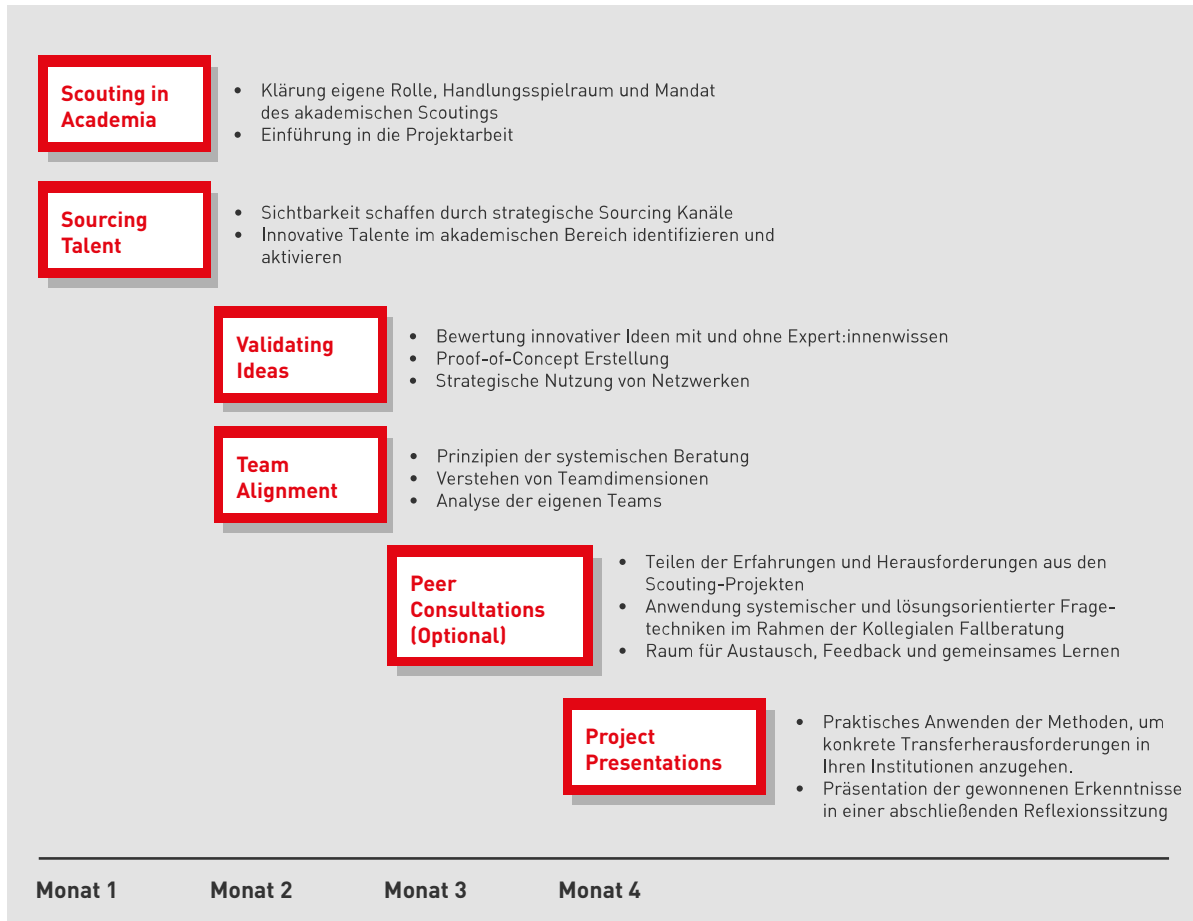 Scouting in
Academia
• Klärung eigene Rolle, Handlungsspielraum und Mandat
des akademischen Scoutings
• Einführung in die Projektarbeit
Sourcing
Talent
• Sichtbarkeit schaffen durch strategische Sourcing Kanäle
• Innovative Talente im akademischen Bereich identifizieren und
aktivieren
Validating
Ideas
• Bewertung innovativer Ideen mit und ohne Expert:innenwissen
• Proof-of-Concept Erstellung
• Strategische Nutzung von Netzwerken
Team
Alignment
• Prinzipien der systemischen Beratung
• Verstehen von Teamdimensionen
• Analyse der eigenen Teams
Peer
Consultations
(Optional)
• Teilen der Erfahrungen und Herausforderungen aus den
Scouting-Projekten
• Anwendung systemischer und lösungsorientierter Frage-
techniken im Rahmen der Kollegialen Fallberatung
• Raum für Austausch, Feedback und gemeinsames Lernen
Project
Presentations
• Praktisches Anwenden der Methoden, um
konkrete Transferherausforderungen in
Ihren Institutionen anzugehen.
• Präsentation der gewonnenen Erkenntnisse
in einer abschließenden Reflexionssitzung
Monat 1 Monat 2 Monat 3 Monat 4